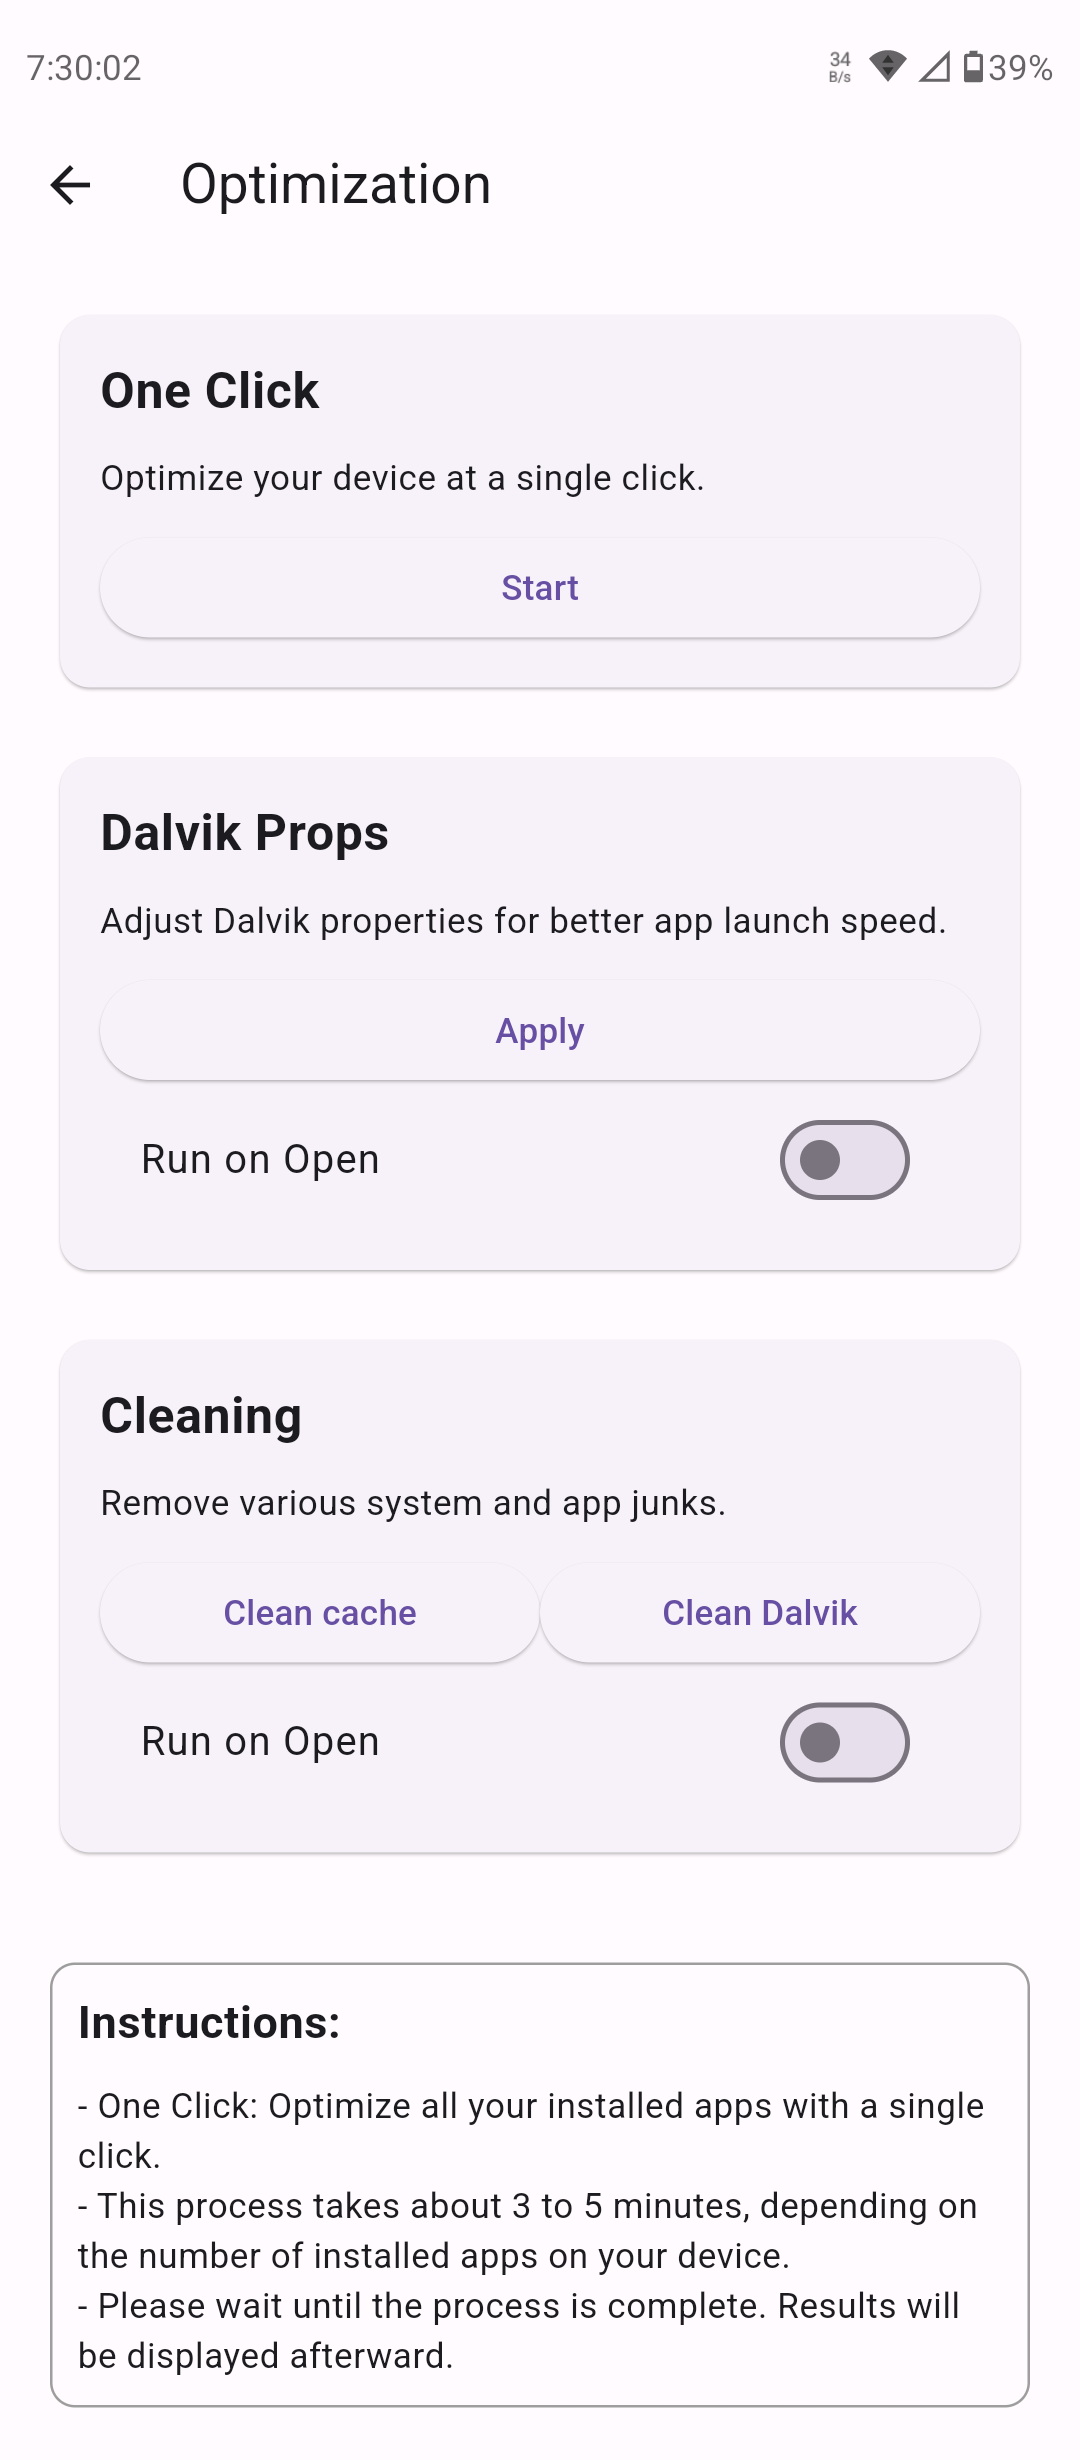 7:30:02
34
B/s
39%
Optimization
One Click
Optimize your device at a single click.
Start
Dalvik Props
Adjust Dalvik properties for better app launch speed.
Apply
Run on Open
Cleaning
Remove various system and app junks.
Clean cache
Clean Dalvik
Run on Open
Instructions:
- One Click: Optimize all your installed apps with a single
click.
- This process takes about 3 to 5 minutes, depending on
the number of installed apps on your device.
- Please wait until the process is complete. Results will
be displayed afterward.